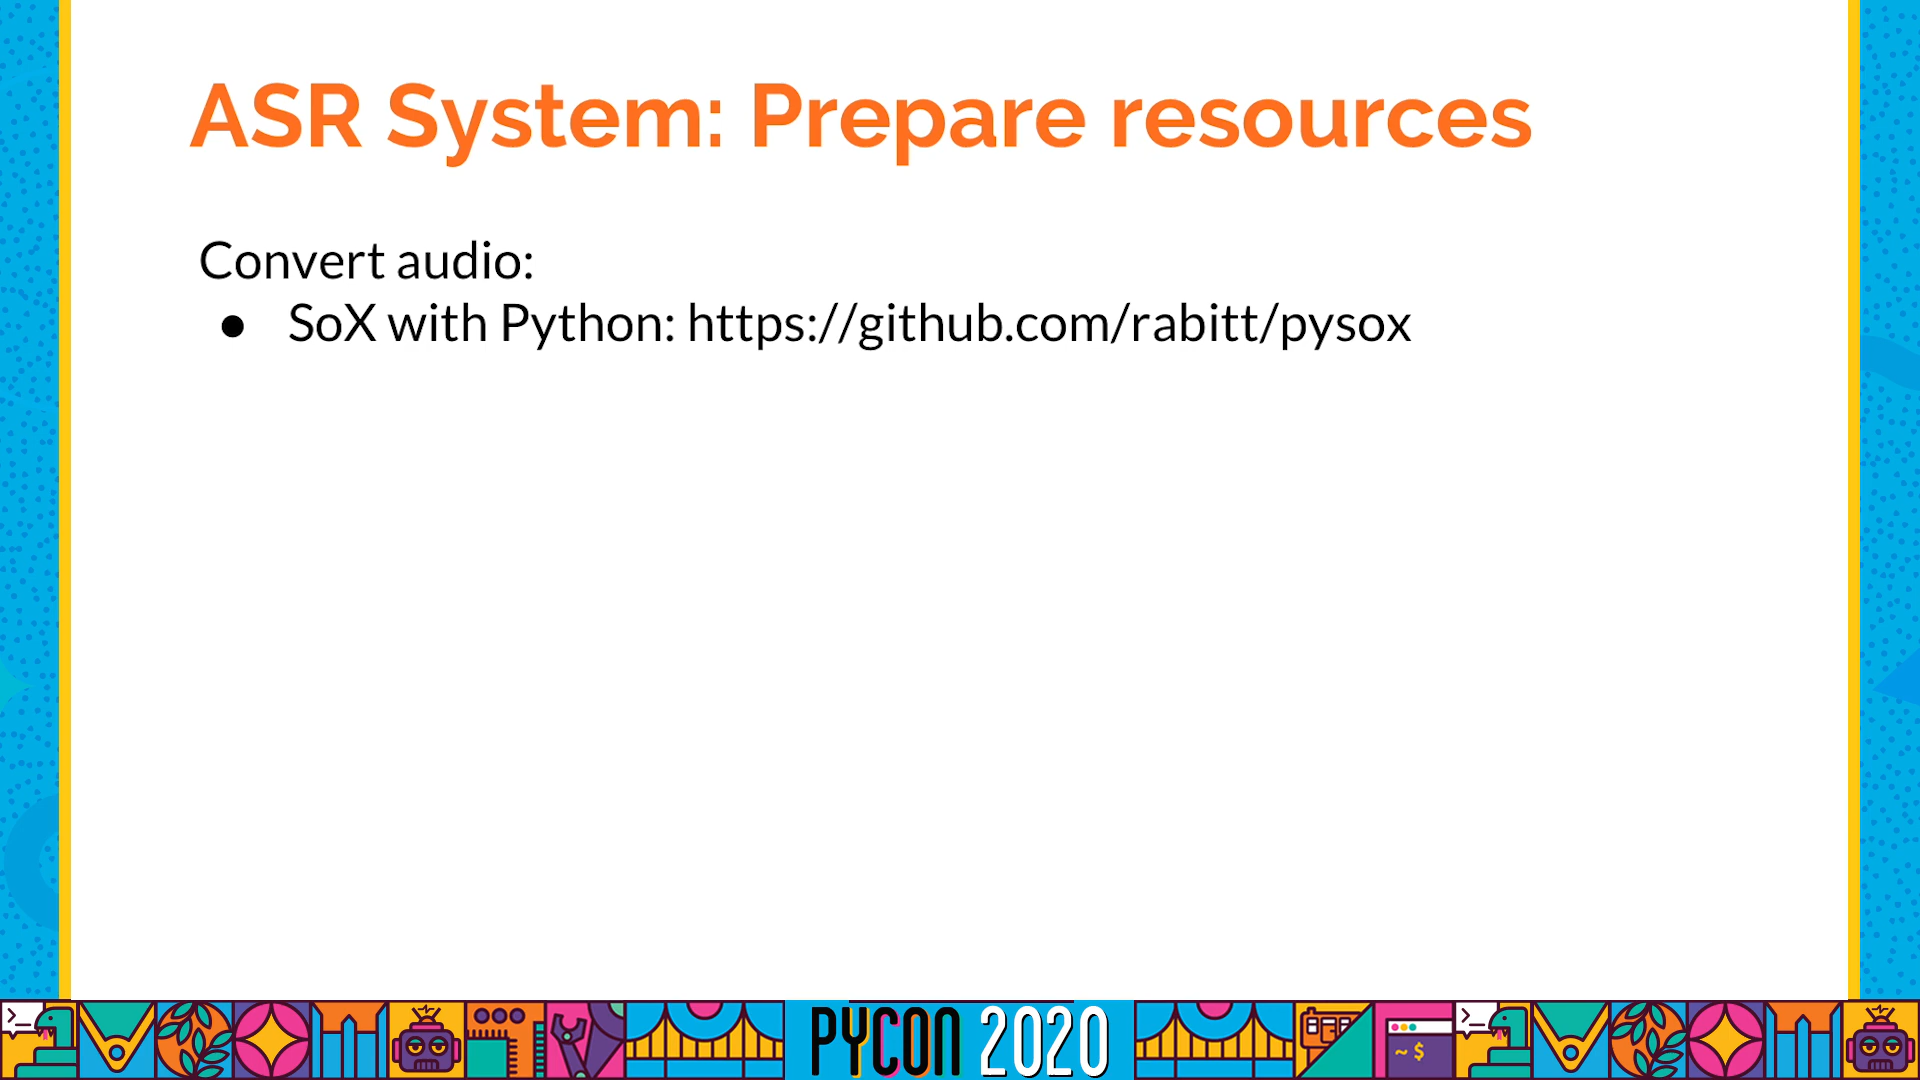 ASR System: Prepare resources
Convert audio:
● SoX with Python: https://github.com/rabitt/pysox
PYCON 2020
~ $